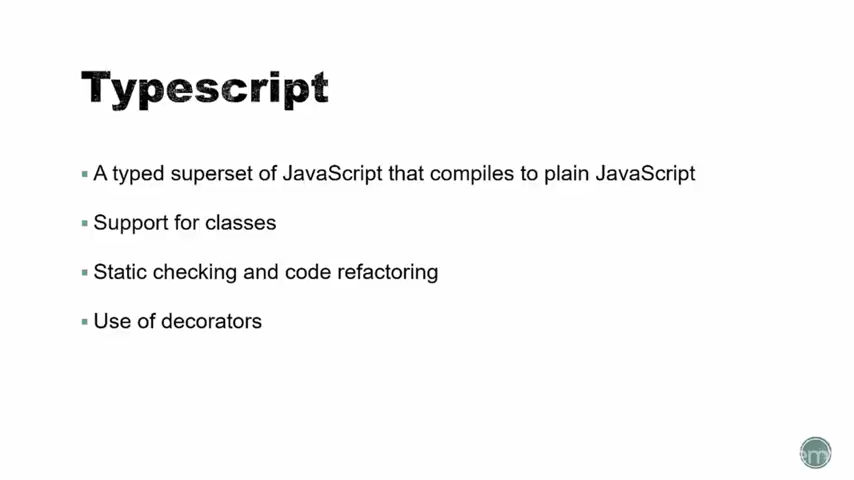 Typescript
A typed superset of JavaScript that compiles to plain JavaScript
Support for classes
Static checking and code refactoring
Use of decorators
em